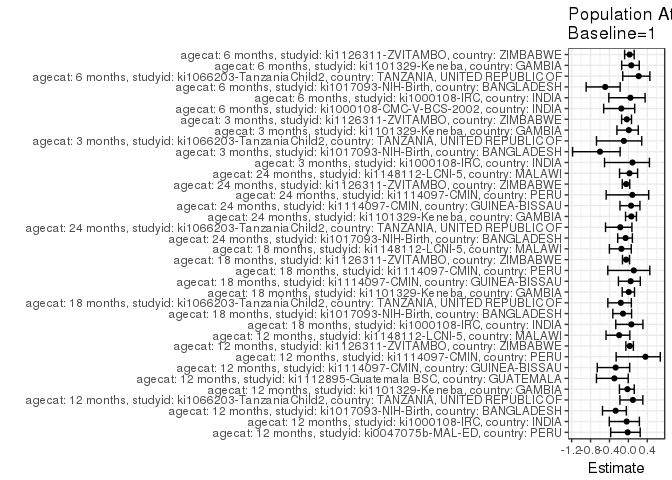 Population At
Baseline=1
agecat: 6 months, studyid: ki1126311-ZVITAMBO, country: ZIMBABWE
agecat: 6 months, studyid: ki1101329-Keneba, country: GAMBIA
agecat: 6 months, studyid: ki1066203-TanzaniaChild2, country: TANZANIA, UNITED REPUBLIC OF
agecat: 6 months, studyid: ki1017093-NIH-Birth, country: BANGLADESH
agecat: 6 months, studyid: ki1000108-IRC, country: INDIA
agecat: 6 months, studyid: ki1000108-CMC-V-BCS-2002, country: INDIA
agecat: 3 months, studyid: ki1126311-ZVITAMBO, country: ZIMBABWE
agecat: 3 months, studyid: ki1101329-Keneba, country: GAMBIA
agecat: 3 months, studyid: ki1066203-TanzaniaChild2, country: TANZANIA, UNITED REPUBLIC OF
agecat: 3 months, studyid: ki1017093-NIH-Birth, country: BANGLADESH
agecat: 3 months, studyid: ki1000108-IRC, country: INDIA
agecat: 24 months, studyid: ki1148112-LCNI-5, country: MALAWI
agecat: 24 months, studyid: ki1126311-ZVITAMBO, country: ZIMBABWE
agecat: 24 months, studyid: ki1114097-CMIN, country: PERU
agecat: 24 months, studyid: ki1114097-CMIN, country: GUINEA-BISSAU
agecat: 24 months, studyid: ki1101329-Keneba, country: GAMBIA
agecat: 24 months, studyid: ki1066203-TanzaniaChild2, country: TANZANIA, UNITED REPUBLIC OF
agecat: 24 months, studyid: ki1017093-NIH-Birth, country: BANGLADESH
agecat: 18 months, studyid: ki1148112-LCNI-5, country: MALAWI
agecat: 18 months, studyid: ki1126311-ZVITAMBO, country: ZIMBABWE
agecat: 18 months, studyid: ki1114097-CMIN, country: PERU
agecat: 18 months, studyid: ki1114097-CMIN, country: GUINEA-BISSAU
agecat: 18 months, studyid: ki1101329-Keneba, country: GAMBIA
agecat: 18 months, studyid: ki1066203-TanzaniaChild2, country: TANZANIA, UNITED REPUBLIC OF
agecat: 18 months, studyid: ki1017093-NIH-Birth, country: BANGLADESH
agecat: 18 months, studyid: ki1000108-IRC, country: INDIA
agecat: 12 months, studyid: ki1148112-LCNI-5, country: MALAWI
agecat: 12 months, studyid: ki1126311-ZVITAMBO, country: ZIMBABWE
agecat: 12 months, studyid: ki1114097-CMIN, country: PERU
agecat: 12 months, studyid: ki1114097-CMIN, country: GUINEA-BISSAU
agecat: 12 months, studyid: ki1112895-Guatemala BSC, country: GUATEMALA
agecat: 12 months, studyid: ki1101329-Keneba, country: GAMBIA
agecat: 12 months, studyid: ki1066203-TanzaniaChild2, country: TANZANIA, UNITED REPUBLIC OF
agecat: 12 months, studyid: ki1017093-NIH-Birth, country: BANGLADESH
agecat: 12 months, studyid: ki1000108-IRC, country: INDIA
agecat: 12 months, studyid: ki0047075b-MAL-ED, country: PERU
-1.2-0.8-0.40.0 0.4
Estimate